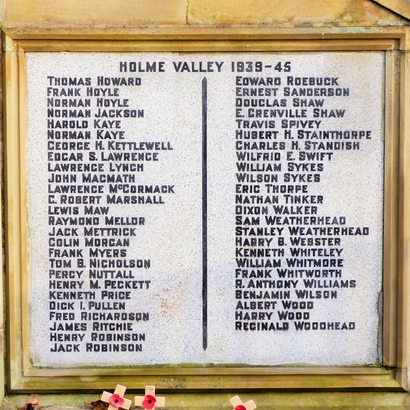 HOLME VALLEY 1939-45
THOMAS HOWARD
FRANK HOYLE
NORMAN HOYLE
NORMAN JACKSON
HAROLD KAYE
NORMAN KAYE
GEORGE H. KETTLEWELL
EDGAR S. LAWRENCE
LAWRENCE LYNCH
JOHN MACMATH
LAWRENCE MCCORMACK
C. ROBERT MARSHALL
LEWIS MAW
RAYMOND MELLOR
JACK METTRICK
COLIN MORGAN
FRANK MYERS
TOM B. NICHOLSON
PERCY NUTTALL
HENRY M. PECKETT
KENNETH PRICE
DICK I. PULLEN
FRED RICHARDSON
JAMES RITCHIE
HENRY ROBINSON
JACK ROBINSON
EDWARD ROEBUCK
ERNEST SANDERSON
DOUGLAS SHAW
E. GRENVILLE SHAW
TRAVIS SPIVEY
HUBERT H. STAINTHORPE
CHARLES H. STANDISH
WILFRID E. SWIFT
WILLIAM SYKES
WILSON SYKES
ERIC THORPE
NATHAN TINKER
DIXON WALKER
SAM WEATHERHEAD
STANLEY WEATHERHEAD
HARRY B. WEBSTER
KENNETH WHITELEY
WILLIAM WHITMORE
FRANK WHITWORTH
R. ANTHONY WILLIAMS
BENJAMIN WILSON
ALBERT WOOD
HARRY WOOD
REGINALD WOODHEAD